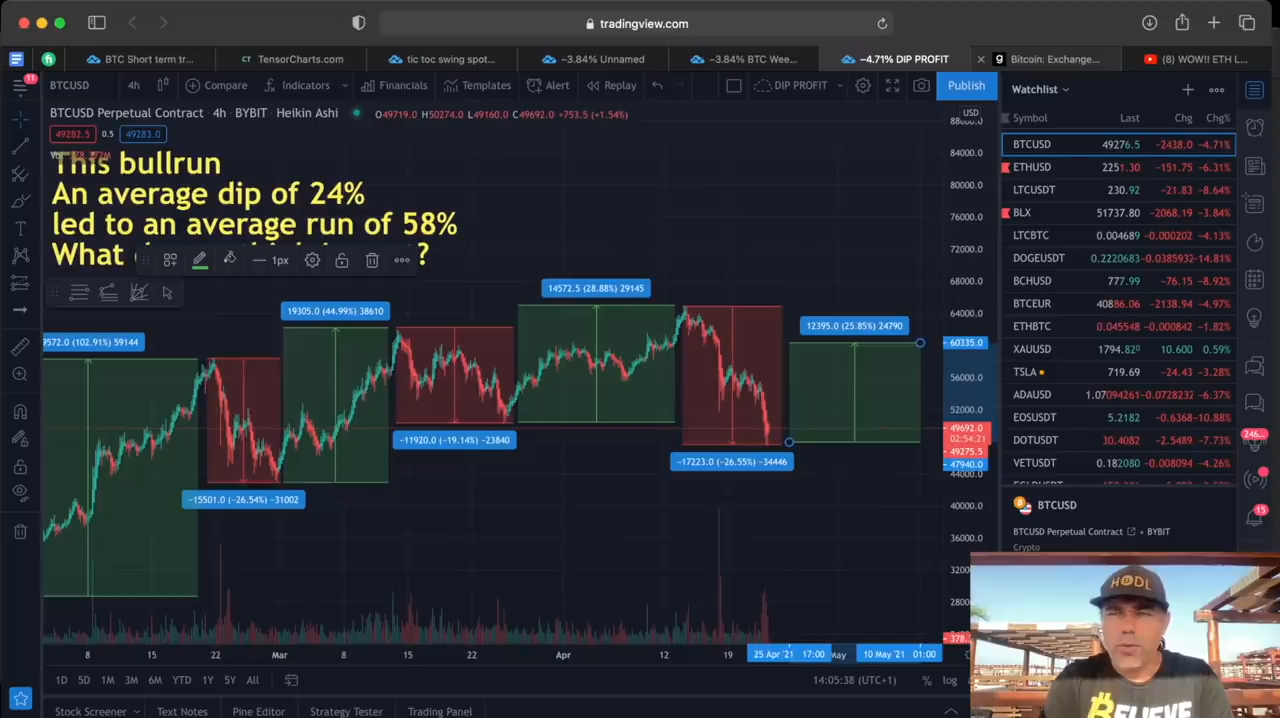 tradingview.com
BTC Short term tr...
CT TensorCharts.com
tic toc swing spot...
−3.84% Unnamed
−3.84% BTC Wee...
−4.71% DIP PROFIT
g Bitcoin: Exchange...
(8) WOW!! ETH L...
11
BTCUSD 4h Compare Indicators Financials Templates Alert Replay DIP PROFIT Publish
BTCUSD Perpetual Contract 4h BYBIT Heikin Ashi O49719.0 H50274.0 L49160.0 C49692.0 +753.5 (+1.54%)
49282.5 0.5 49283.0
This bullrun
An average dip of 24%
led to an average run of 58%
What ?
1px
9572.0 (102.91%) 59144
−15501.0 (−26.54%) −31002
19305.0 (44.99%) 38610
−11920.0 (−19.14%) −23840
14572.5 (28.88%) 29145
−17223.0 (−26.55%) −34446
12395.0 (25.85%) 24790
USD
84000.0
80000.0
76000.0
72000.0
68000.0
64000.0
60335.0
56000.0
52000.0
49692.0
02:54:21
49275.5
47940.0
40000.0
36000.0
8 15 22 Mar 8 15 22 Apr 12 19 25 Apr '21 17:00 May 10 May '21 01:00
1D 5D 1M 3M 6M YTD 1Y 5Y All 14:05:38 (UTC+1) % log
Stock Screener Text Notes Pine Editor Strategy Tester Trading Panel
Watchlist
Symbol Last Chg Chg%
BTCUSD 49276.5 −2438.0 −4.71%
ETHUSD 2251.30 −151.75 −6.31%
LTCUSDT 230.92 −21.83 −8.64%
BLX 51737.80 −2068.19 −3.84%
LTCBTC 0.004689 −0.000202 −4.13%
DOGEUSDT 0.2220683 −0.0385932 −14.81%
BCHUSD 777.99 −76.15 −8.92%
BTCEUR 40886.06 −2138.94 −4.97%
ETHBTC 0.045548 −0.000842 −1.82%
XAUUSD 1794.820 10.600 0.59%
TSLA 719.69 −24.43 −3.28%
ADAUSD 1.07094261 −0.0728232 −6.37%
EOSUSDT 5.2182 −0.6368 −10.88%
DOTUSDT 30.4082 −2.5489 −7.73%
VETUSDT 0.182080 −0.008094 −4.26%
BTCUSD
BTCUSD Perpetual Contract • BYBIT
Crypto
246...
15
HODL
BELIEVE